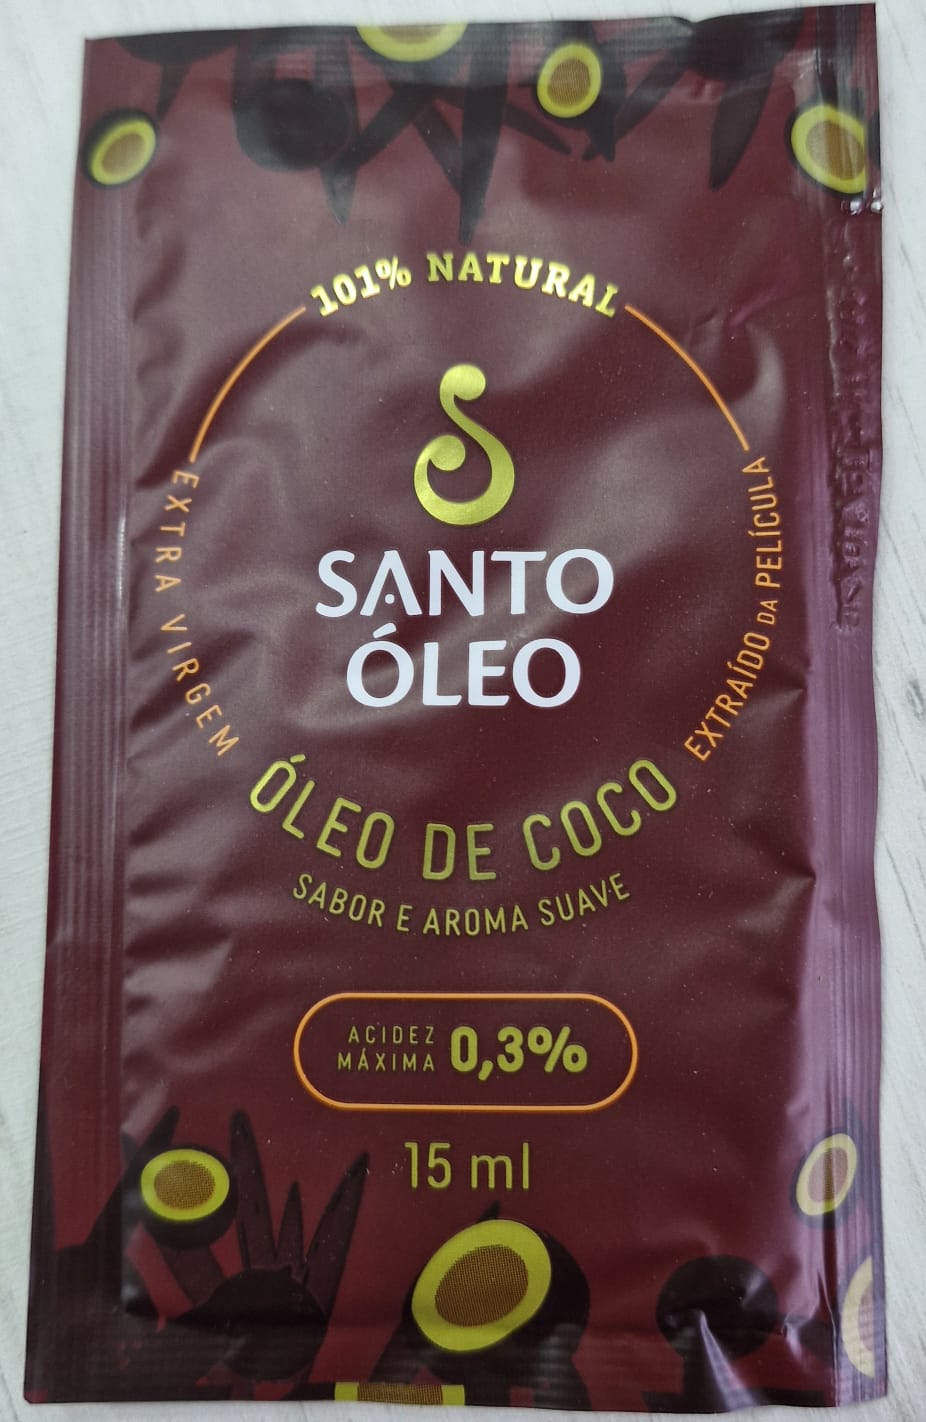 101% NATURAL
EXTRA VIRGEM
EXTRAÍDO DA PELÍCULA
SANTO
ÓLEO
ÓLEO DE COCO
SABOR E AROMA SUAVE
ACIDEZ
MÁXIMA 0,3%
15 ml